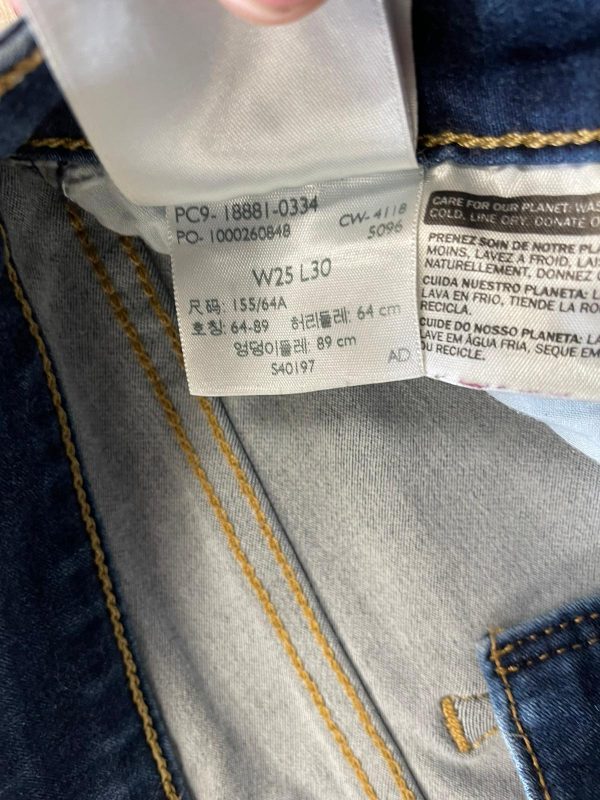 PC9- 18881-0334
PO- 1000260848
CW-4118
5096
W25 L30
尺码: 155/64A
호칭: 64-89 허리둘레: 64 cm
엉덩이둘레: 89 cm
S40197
AD
CARE FOR OUR PLANET: WAS
COLD, LINE DRY, DONATE O
PRENEZ SOIN DE NOTRE PLA
MOINS, LAVEZ A FROID, LAIS
NATURELLEMENT, DONNEZ O
CUIDA NUESTRO PLANETA: L
LAVA EN FRIO, TIENDE LA RO
RECICLA.
CUIDE DO NOSSO PLANETA: LA
LAVE EM ÁGUA FRIA, SEQUE EM
OU RECICLE.